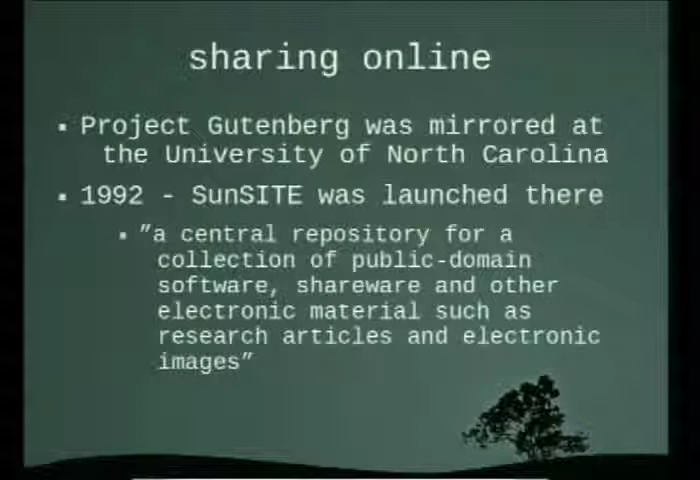 sharing online
▪ Project Gutenberg was mirrored at
the University of North Carolina
▪ 1992 - SunSITE was launched there
▪ ”a central repository for a
collection of public-domain
software, shareware and other
electronic material such as
research articles and electronic
images”